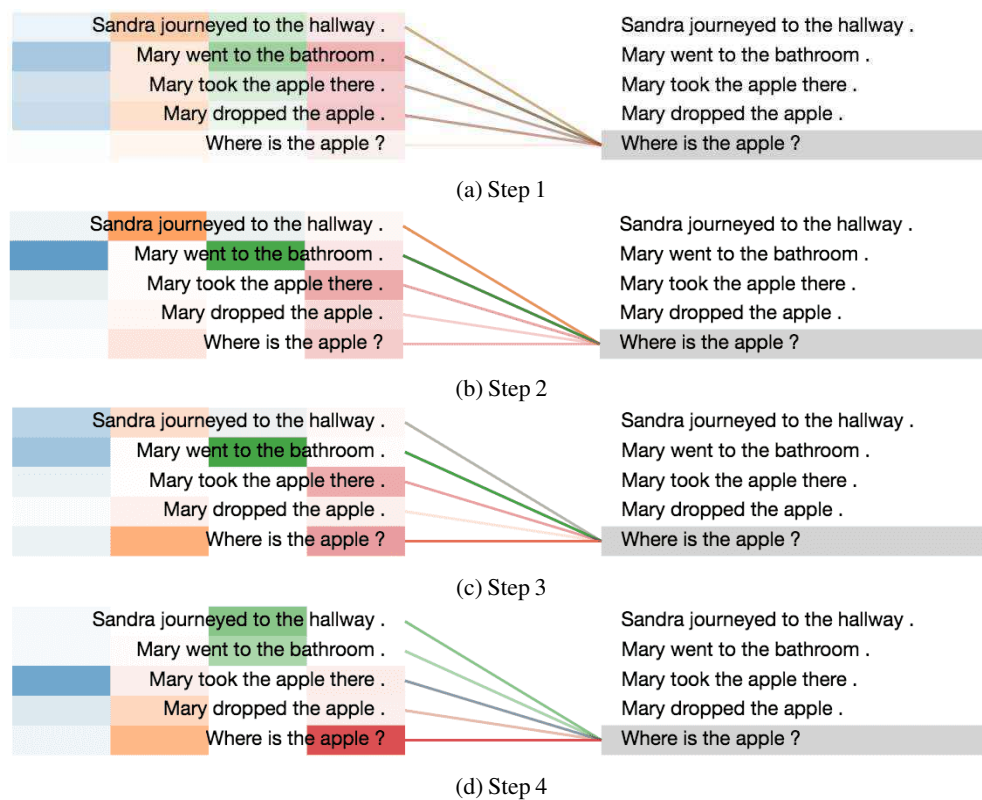 Sandra journeyed to the hallway . Sandra journeyed to the hallway .
Mary went to the bathroom . Mary went to the bathroom .
Mary took the apple there . Mary took the apple there .
Mary dropped the apple . Mary dropped the apple .
Where is the apple ? Where is the apple ?
(a) Step 1
Sandra journeyed to the hallway . Sandra journeyed to the hallway .
Mary went to the bathroom . Mary went to the bathroom .
Mary took the apple there . Mary took the apple there .
Mary dropped the apple . Mary dropped the apple .
Where is the apple ? Where is the apple ?
(b) Step 2
Sandra journeyed to the hallway . Sandra journeyed to the hallway .
Mary went to the bathroom . Mary went to the bathroom .
Mary took the apple there . Mary took the apple there .
Mary dropped the apple . Mary dropped the apple .
Where is the apple ? Where is the apple ?
(c) Step 3
Sandra journeyed to the hallway . Sandra journeyed to the hallway .
Mary went to the bathroom . Mary went to the bathroom .
Mary took the apple there . Mary took the apple there .
Mary dropped the apple . Mary dropped the apple .
Where is the apple ? Where is the apple ?
(d) Step 4